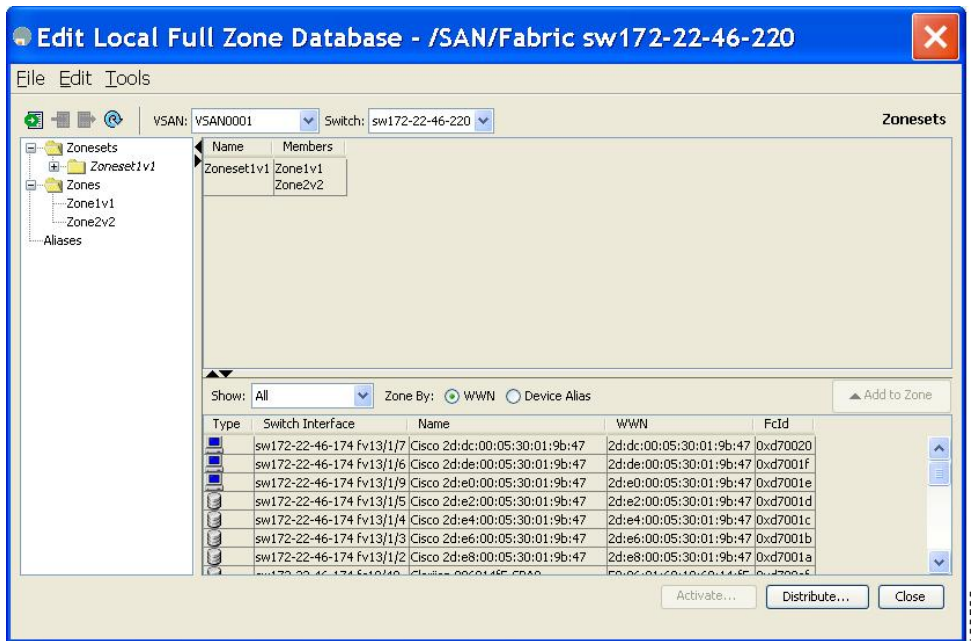 Edit Local Full Zone Database - /SAN/Fabric sw172-22-46-220
File Edit Tools
VSAN: VSAN0001 Switch: sw172-22-46-220 Zonesets
Zonesets
Zoneset1v1
Zones
Zone1v1
Zone2v2
Aliases
Name Members
Zoneset1v1 Zone1v1
Zone2v2
Show: All Zone By: WWN Device Alias Add to Zone
Type Switch Interface Name WWN FcId
sw172-22-46-174 fv13/1/7 Cisco 2d:dc:00:05:30:01:9b:47 2d:dc:00:05:30:01:9b:47 0xd70020
sw172-22-46-174 fv13/1/6 Cisco 2d:de:00:05:30:01:9b:47 2d:de:00:05:30:01:9b:47 0xd7001f
sw172-22-46-174 fv13/1/9 Cisco 2d:e0:00:05:30:01:9b:47 2d:e0:00:05:30:01:9b:47 0xd7001e
sw172-22-46-174 fv13/1/5 Cisco 2d:e2:00:05:30:01:9b:47 2d:e2:00:05:30:01:9b:47 0xd7001d
sw172-22-46-174 fv13/1/4 Cisco 2d:e4:00:05:30:01:9b:47 2d:e4:00:05:30:01:9b:47 0xd7001c
sw172-22-46-174 fv13/1/3 Cisco 2d:e6:00:05:30:01:9b:47 2d:e6:00:05:30:01:9b:47 0xd7001b
sw172-22-46-174 fv13/1/2 Cisco 2d:e8:00:05:30:01:9b:47 2d:e8:00:05:30:01:9b:47 0xd7001a
Activate... Distribute... Close